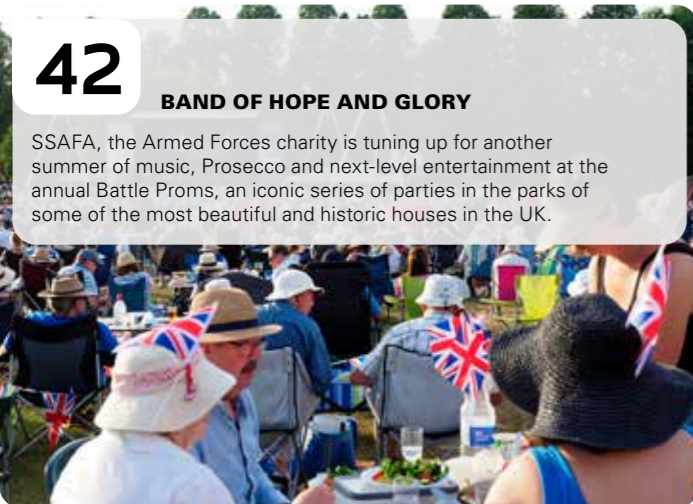 42
BAND OF HOPE AND GLORY
SSAFA, the Armed Forces charity is tuning up for another
summer of music, Prosecco and next-level entertainment at the
annual Battle Proms, an iconic series of parties in the parks of
some of the most beautiful and historic houses in the UK.